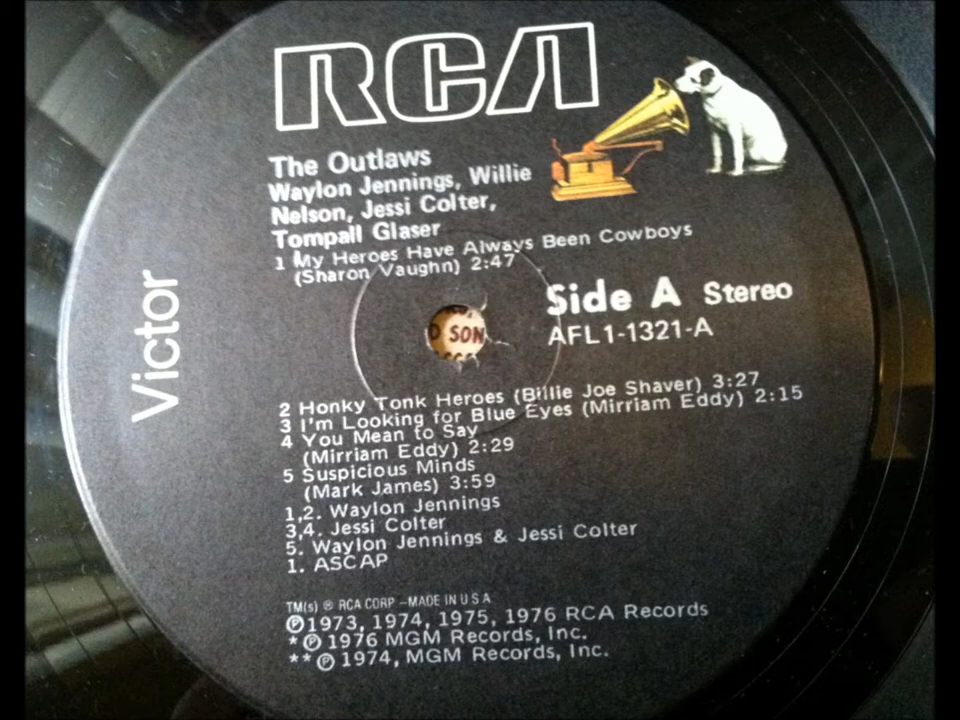 RCA
The Outlaws
Waylon Jennings, Willie
Nelson, Jessi Colter,
Tompall Glaser
1 My Heroes Have Always Been Cowboys
(Sharon Vaughn) 2:47
Side A Stereo
AFL1-1321-A
Victor
SON
2 Honky Tonk Heroes (Billie Joe Shaver) 3:27
3 I'm Looking for Blue Eyes (Mirriam Eddy) 2:15
4 You Mean to Say
(Mirriam Eddy) 2:29
5 Suspicious Minds
(Mark James) 3:59
1,2. Waylon Jennings
3,4. Jessi Colter
5. Waylon Jennings & Jessi Colter
1. ASCAP
TM(s) ® RCA CORP –MADE IN U S A
℗1973, 1974, 1975, 1976 RCA Records
* ℗ 1976 MGM Records, Inc.
** ℗ 1974, MGM Records, Inc.